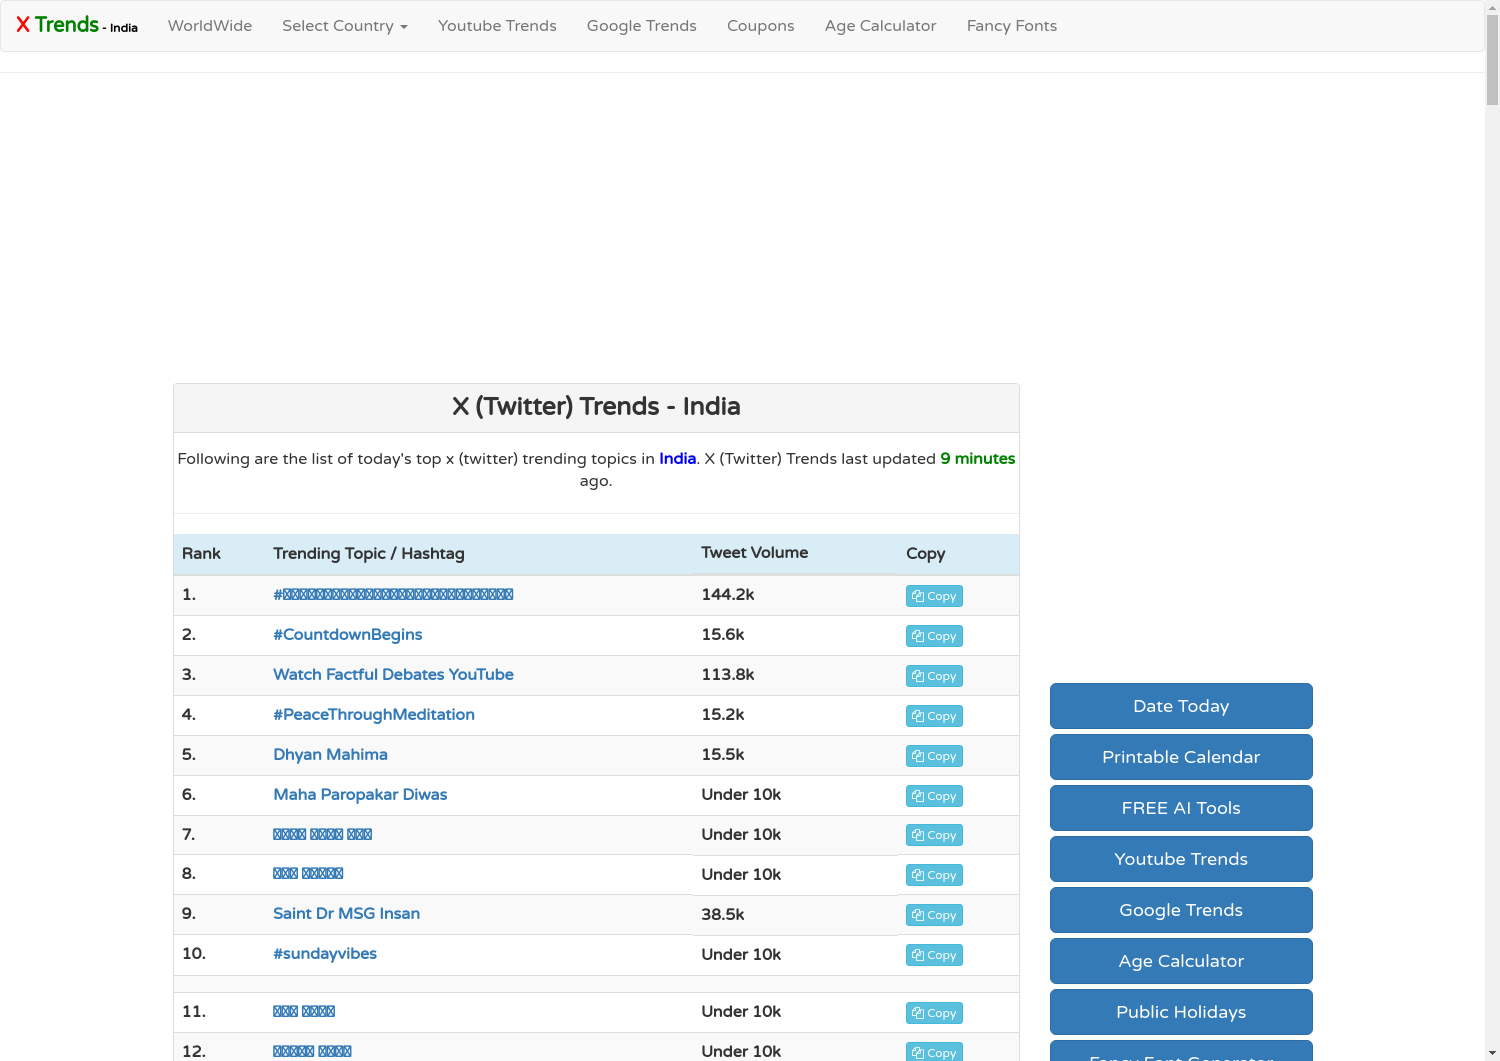 X Trends - India
WorldWide
Select Country
Youtube Trends
Google Trends
Coupons
Age Calculator
Fancy Fonts
X (Twitter) Trends - India
Following are the list of today's top x (twitter) trending topics in India. X (Twitter) Trends last updated 9 minutes
ago.
Rank Trending Topic / Hashtag Tweet Volume Copy
1. # 144.2k Copy
2. #CountdownBegins 15.6k Copy
3. Watch Factful Debates YouTube 113.8k Copy
4. #PeaceThroughMeditation 15.2k Copy
5. Dhyan Mahima 15.5k Copy
6. Maha Paropakar Diwas Under 10k Copy
7. Under 10k Copy
8. Under 10k Copy
9. Saint Dr MSG Insan 38.5k Copy
10. #sundayvibes Under 10k Copy
11. Under 10k Copy
12. Under 10k Copy
Date Today
Printable Calendar
FREE AI Tools
Youtube Trends
Google Trends
Age Calculator
Public Holidays
Fancy Font Generator